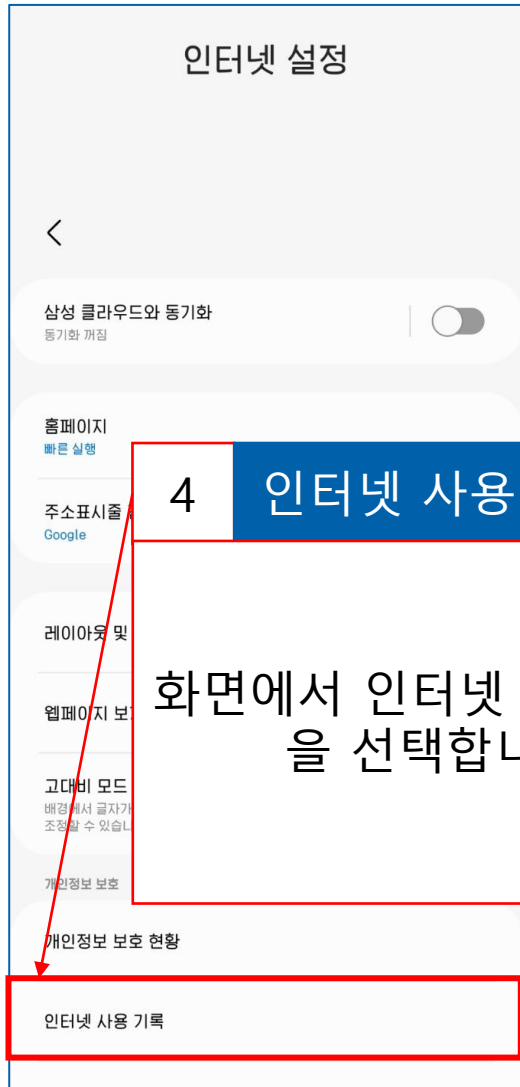 인터넷 설정
삼성 클라우드와 동기화
동기화 꺼짐
홈페이지
빠른 실행
4 인터넷 사용
주소표시줄
Google
레이아웃 및
화면에서 인터넷
을 선택합니
웹페이지
고대비 모드
배경에서 글자가
조정할 수 있습니
개인정보 보호
개인정보 보호 현황
인터넷 사용 기록